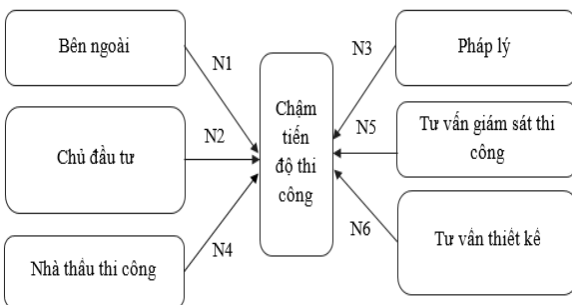 Bên ngoài
N1
Chủ đầu tư
N2
Nhà thầu thi công
N4
Chậm
tiến
độ thi
công
N3
Pháp lý
N5
Tư vấn giám sát thi
công
N6
Tư vấn thiết kế